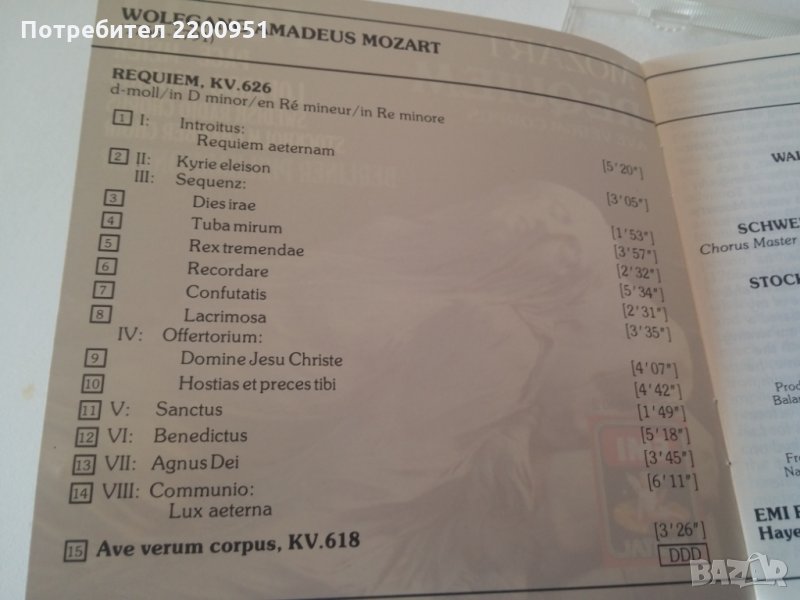 Потребител 2200951
WOLFGANG AMADEUS MOZART
REQUIEM, KV.626
d-moll/in D minor/en Ré mineur/in Re minore
1 I: Introitus:
Requiem aeternam [5'20"]
2 II: Kyrie eleison [3'05"]
III: Sequenz:
3 Dies irae [1'53"]
4 Tuba mirum [3'57"]
5 Rex tremendae [2'32"]
6 Recordare [5'34"]
7 Confutatis [2'31"]
8 Lacrimosa [3'35"]
IV: Offertorium:
9 Domine Jesu Christe [4'07"]
10 Hostias et preces tibi [4'42"]
11 V: Sanctus [1'49"]
12 VI: Benedictus [5'18"]
13 VII: Agnus Dei [3'45"]
14 VIII: Communio: [6'11"]
Lux aeterna
15 Ave verum corpus, KV.618 [3'26"]
DDD
WAL
SCHWE
Chorus Master
STOCK
Prod
Balan
Fr
Na
EMI
Haye
BAZAR